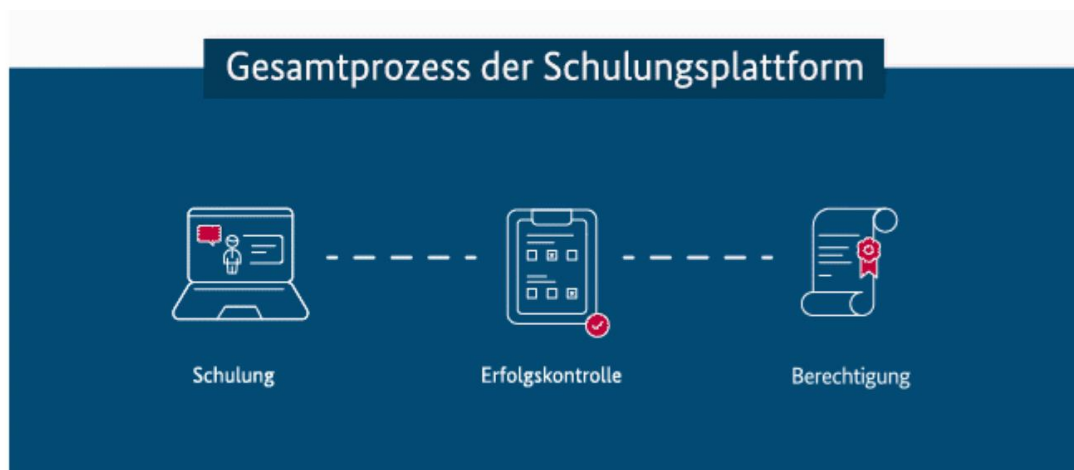 Gesamtprozess der Schulungsplattform
Schulung
Erfolgskontrolle
Berechtigung